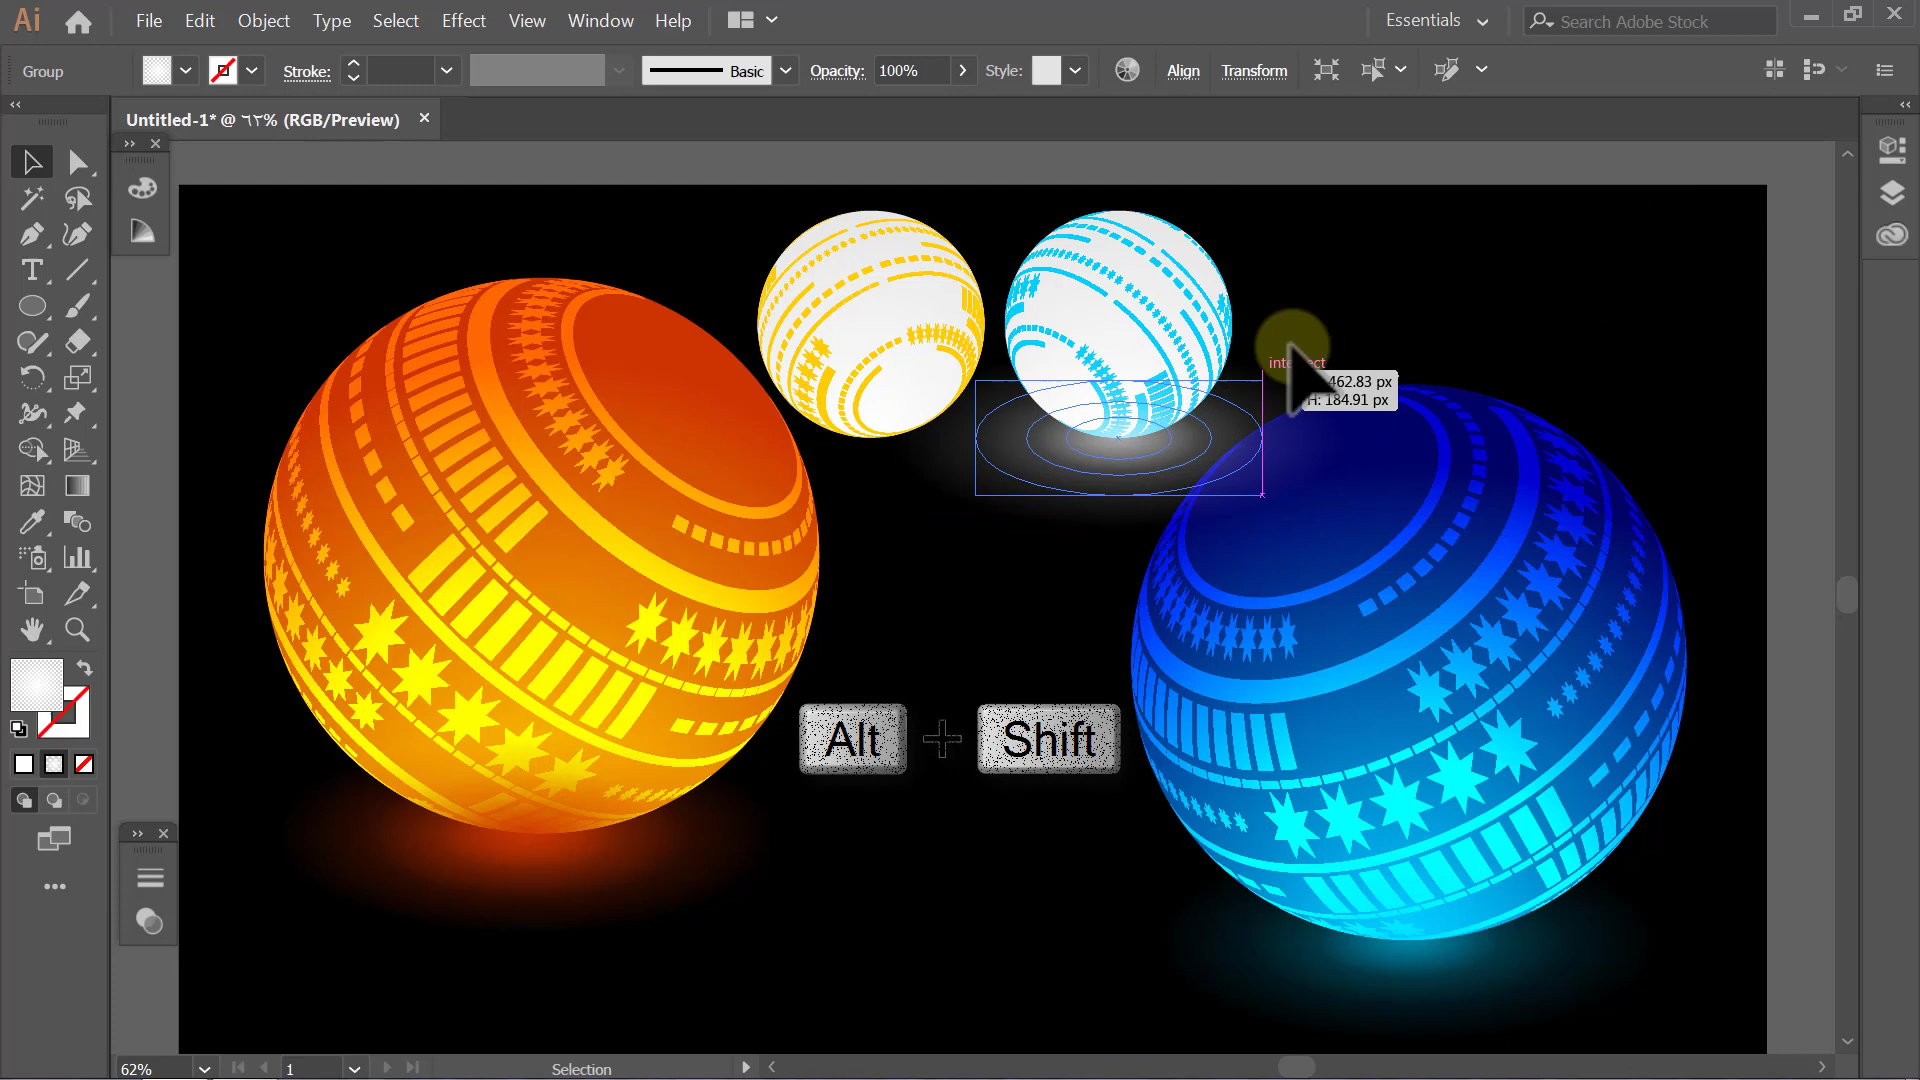 Ai File Edit Object Type Select Effect View Window Help Essentials Search Adobe Stock
Group Stroke: Basic Opacity: 100% Style: Align Transform
Untitled-1* @ ٦٢% (RGB/Preview)
462.83 px
H: 184.91 px
Alt + Shift
62% 1 Selection